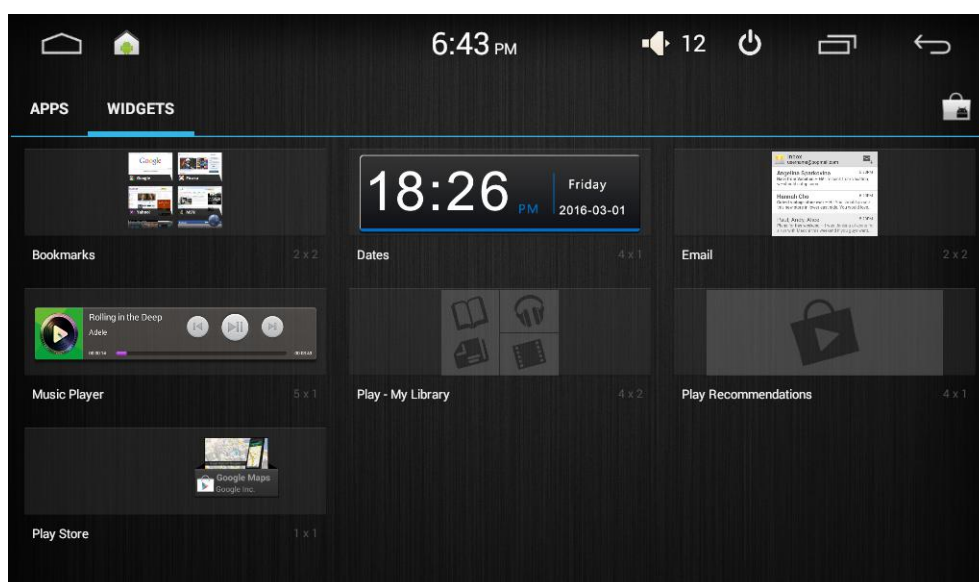 6:43 PM
12
APPS WIDGETS
Google
Google
Yahoo!
Bookmarks 2 x 2
18:26 PM
Friday
2016-03-01
Dates 4 x 1
Email 2 x 2
Rolling in the Deep
Adele
Music Player 5 x 1
Play - My Library 4 x 2
Play Recommendations 4 x 1
Google Maps
Google Inc.
Play Store 1 x 1